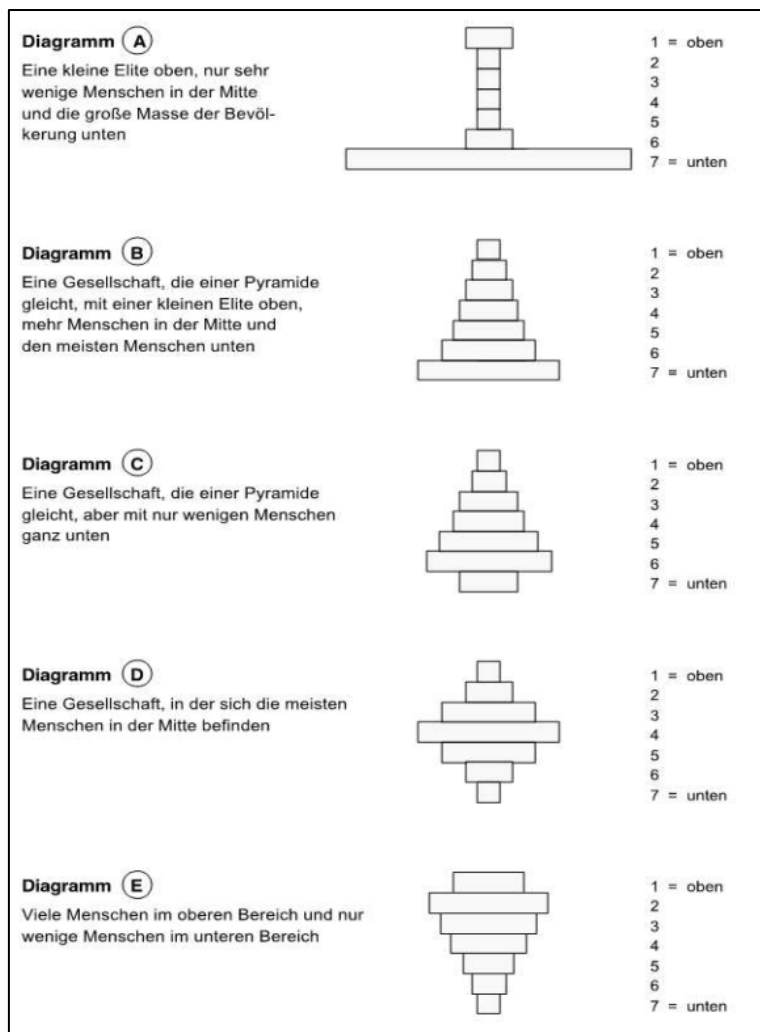 Diagramm A
Eine kleine Elite oben, nur sehr
wenige Menschen in der Mitte
und die große Masse der Bevöl-
kerung unten
1 = oben
2
3
4
5
6
7 = unten
Diagramm B
Eine Gesellschaft, die einer Pyramide
gleicht, mit einer kleinen Elite oben,
mehr Menschen in der Mitte und
den meisten Menschen unten
1 = oben
2
3
4
5
6
7 = unten
Diagramm C
Eine Gesellschaft, die einer Pyramide
gleicht, aber mit nur wenigen Menschen
ganz unten
1 = oben
2
3
4
5
6
7 = unten
Diagramm D
Eine Gesellschaft, in der sich die meisten
Menschen in der Mitte befinden
1 = oben
2
3
4
5
6
7 = unten
Diagramm E
Viele Menschen im oberen Bereich und nur
wenige Menschen im unteren Bereich
1 = oben
2
3
4
5
6
7 = unten